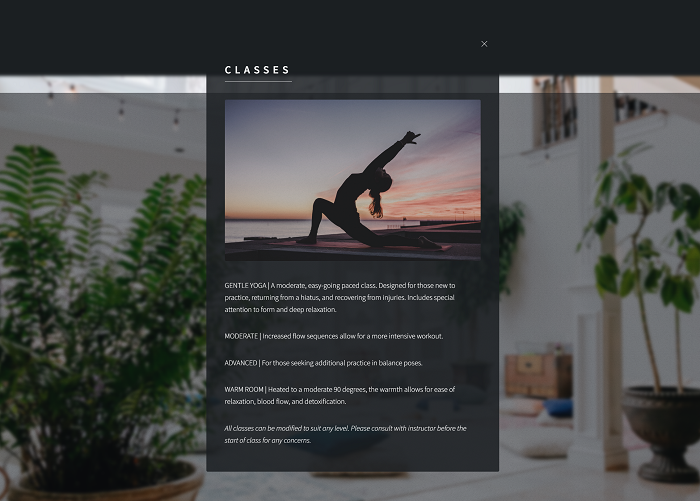 CLASSES
GENTLE YOGA | A moderate, easy-going paced class. Designed for those new to
practice, returning from a hiatus, and recovering from injuries. Includes special
attention to form and deep relaxation.
MODERATE | Increased flow sequences allow for a more intensive workout.
ADVANCED | For those seeking additional practice in balance poses.
WARM ROOM | Heated to a moderate 90 degrees, the warmth allows for ease of
relaxation, blood flow, and detoxification.
All classes can be modified to suit any level. Please consult with instructor before the
start of class for any concerns.